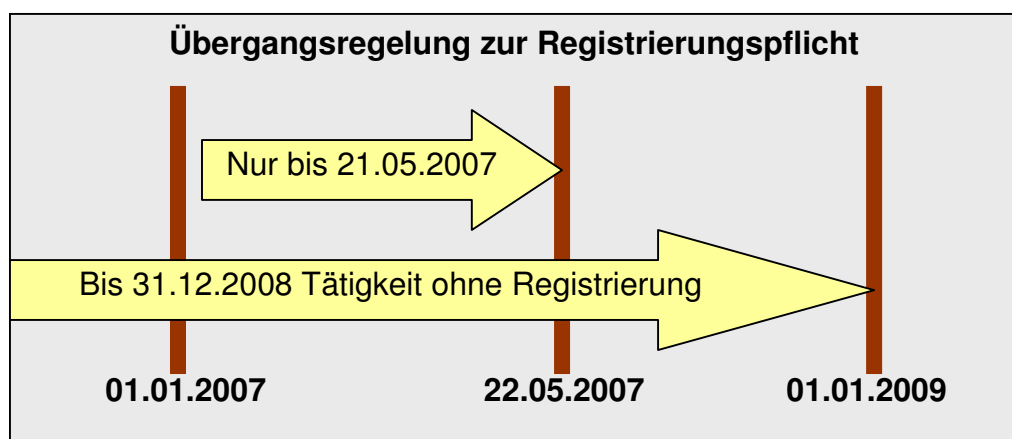 Übergangsregelung zur Registrierungspflicht
Nur bis 21.05.2007
Bis 31.12.2008 Tätigkeit ohne Registrierung
01.01.2007 22.05.2007 01.01.2009